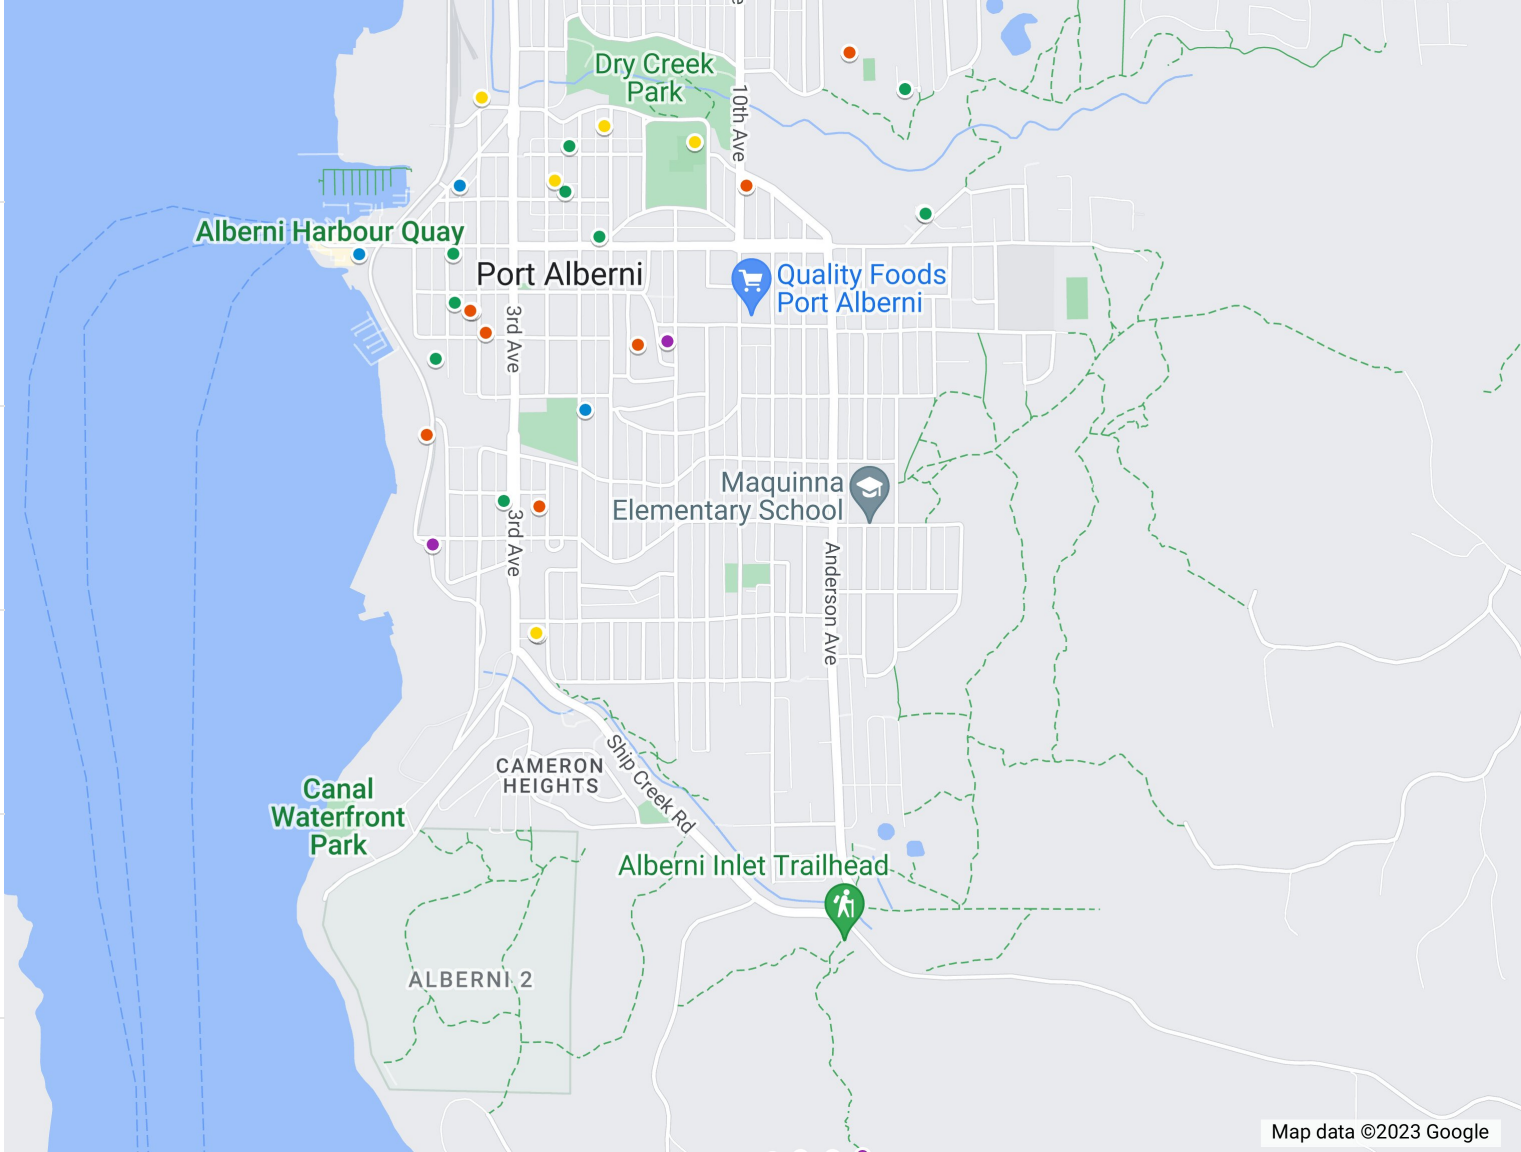 Dry Creek
Park
10th Ave
Alberni Harbour Quay
Port Alberni
Quality Foods
Port Alberni
3rd Ave
Maquinna
Elementary School
3rd Ave
Anderson Ave
CAMERON
HEIGHTS
Ship Creek Rd
Canal
Waterfront
Park
Alberni Inlet Trailhead
ALBERNI 2
Map data ©2023 Google